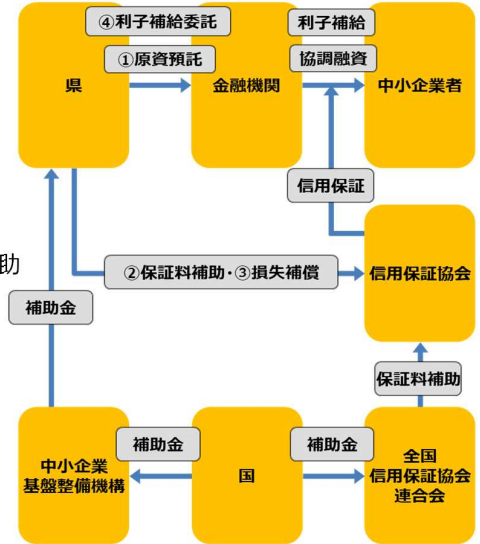 ④利子補給委託
利子補給
①原資預託
協調融資
県
金融機関
中小企業者
信用保証
助
②保証料補助・③損失補償
信用保証協会
補助金
保証料補助
補助金
補助金
中小企業
基盤整備機構
国
全国
信用保証協会
連合会